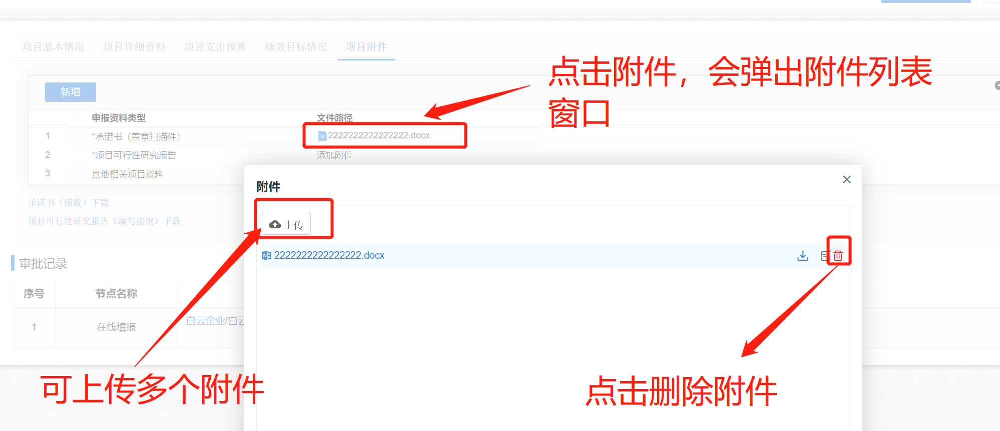 项目基本情况 项目详细资料 项目支出预算 绩效目标情况 项目附件
点击附件，会弹出附件列表
窗口
新增
申报资料类型 文件路径
1 *承诺书（盖章扫描件） 2222222222222222.docx
2 *项目可行性研究报告 添加附件
3 其他相关项目资料
附件
承诺书（模板）下载
项目可行性研究报告（编写提纲）下载
上传
2222222222222222.docx
审批记录
序号 节点名称
1 在线填报 白云企业/白云
可上传多个附件
点击删除附件